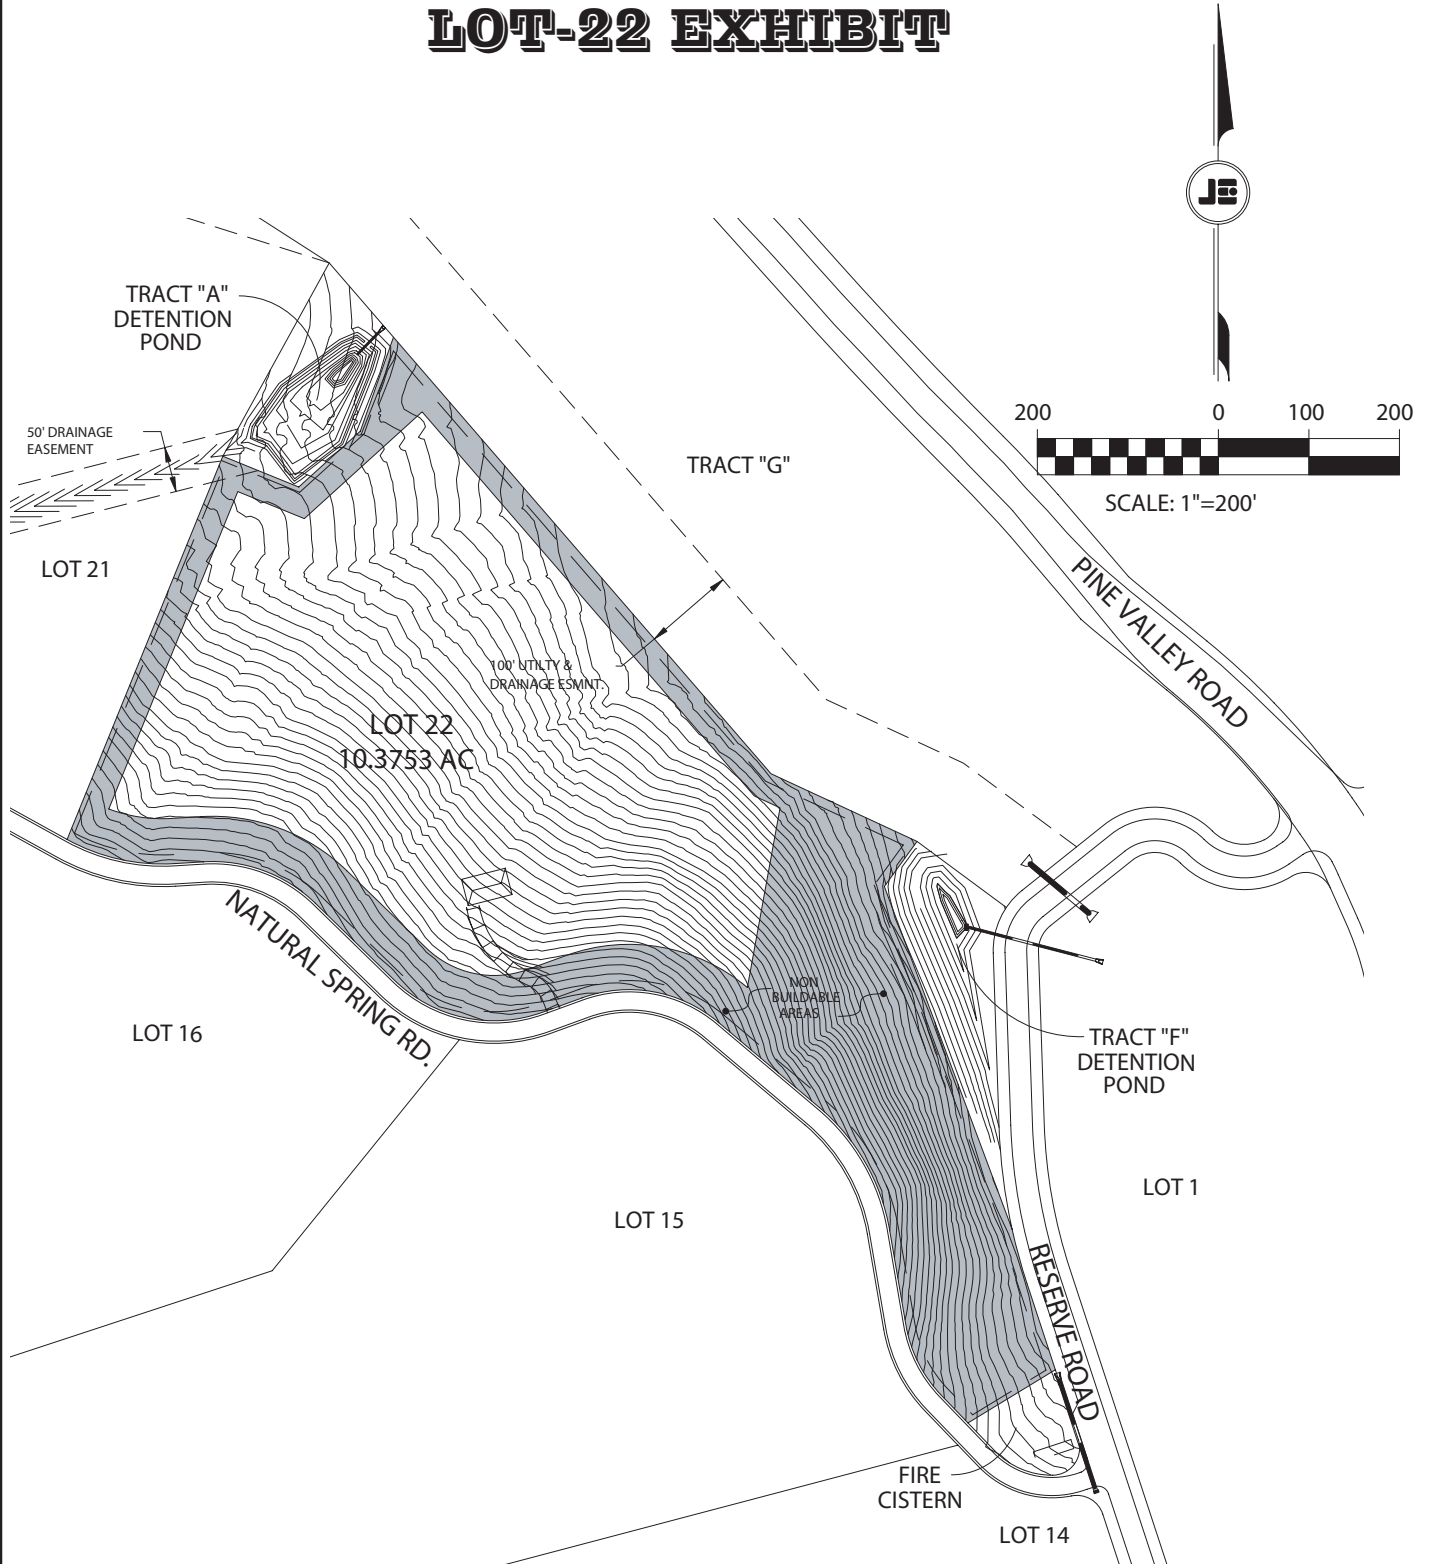 LOT-22 EXHIBIT
TRACT "A"
DETENTION
POND
200 0 100 200
SCALE: 1"=200'
50' DRAINAGE
EASEMENT
TRACT "G"
LOT 21
PINE VALLEY ROAD
100' UTILTY &
DRAINAGE ESMNT.
LOT 22
10.3753 AC
NATURAL SPRING RD.
NON
BUILDABLE
AREAS
LOT 16
TRACT "F"
DETENTION
POND
LOT 1
LOT 15
RESERVE ROAD
FIRE
CISTERN
LOT 14